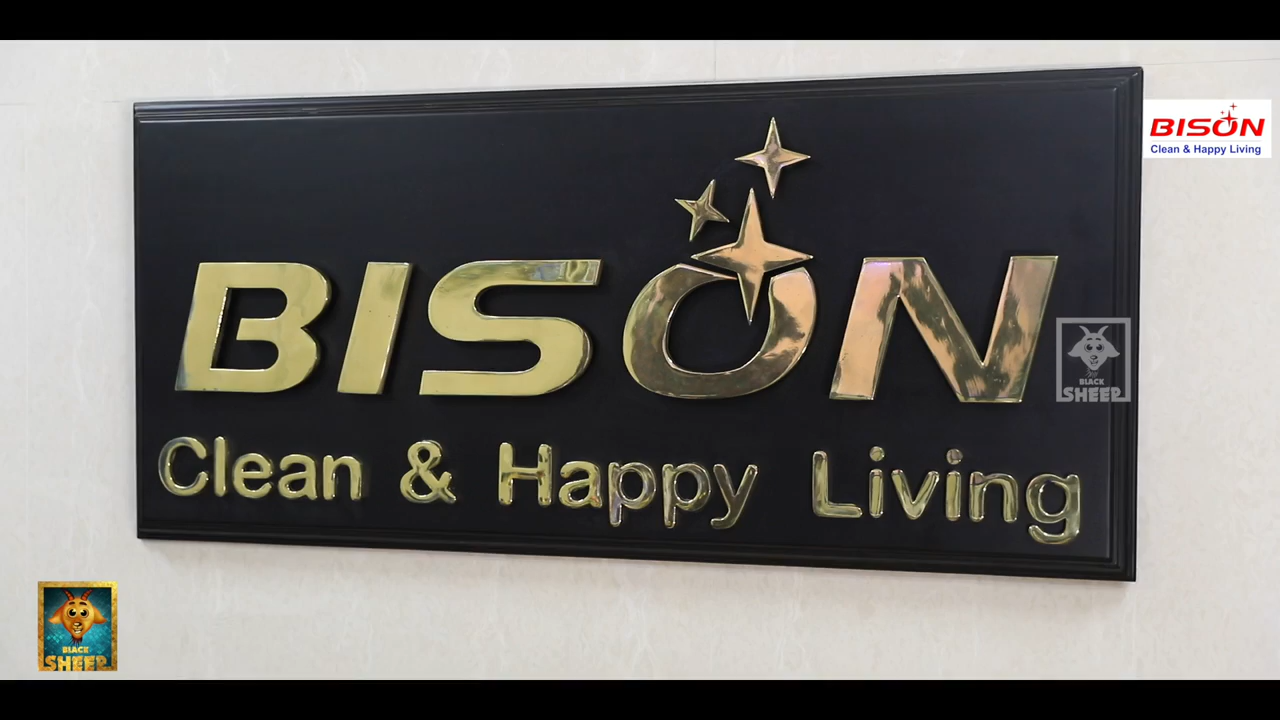 BISON
Clean & Happy Living
BISON
Clean & Happy Living
BLACK
SHEEP
BLACK
SHEEP